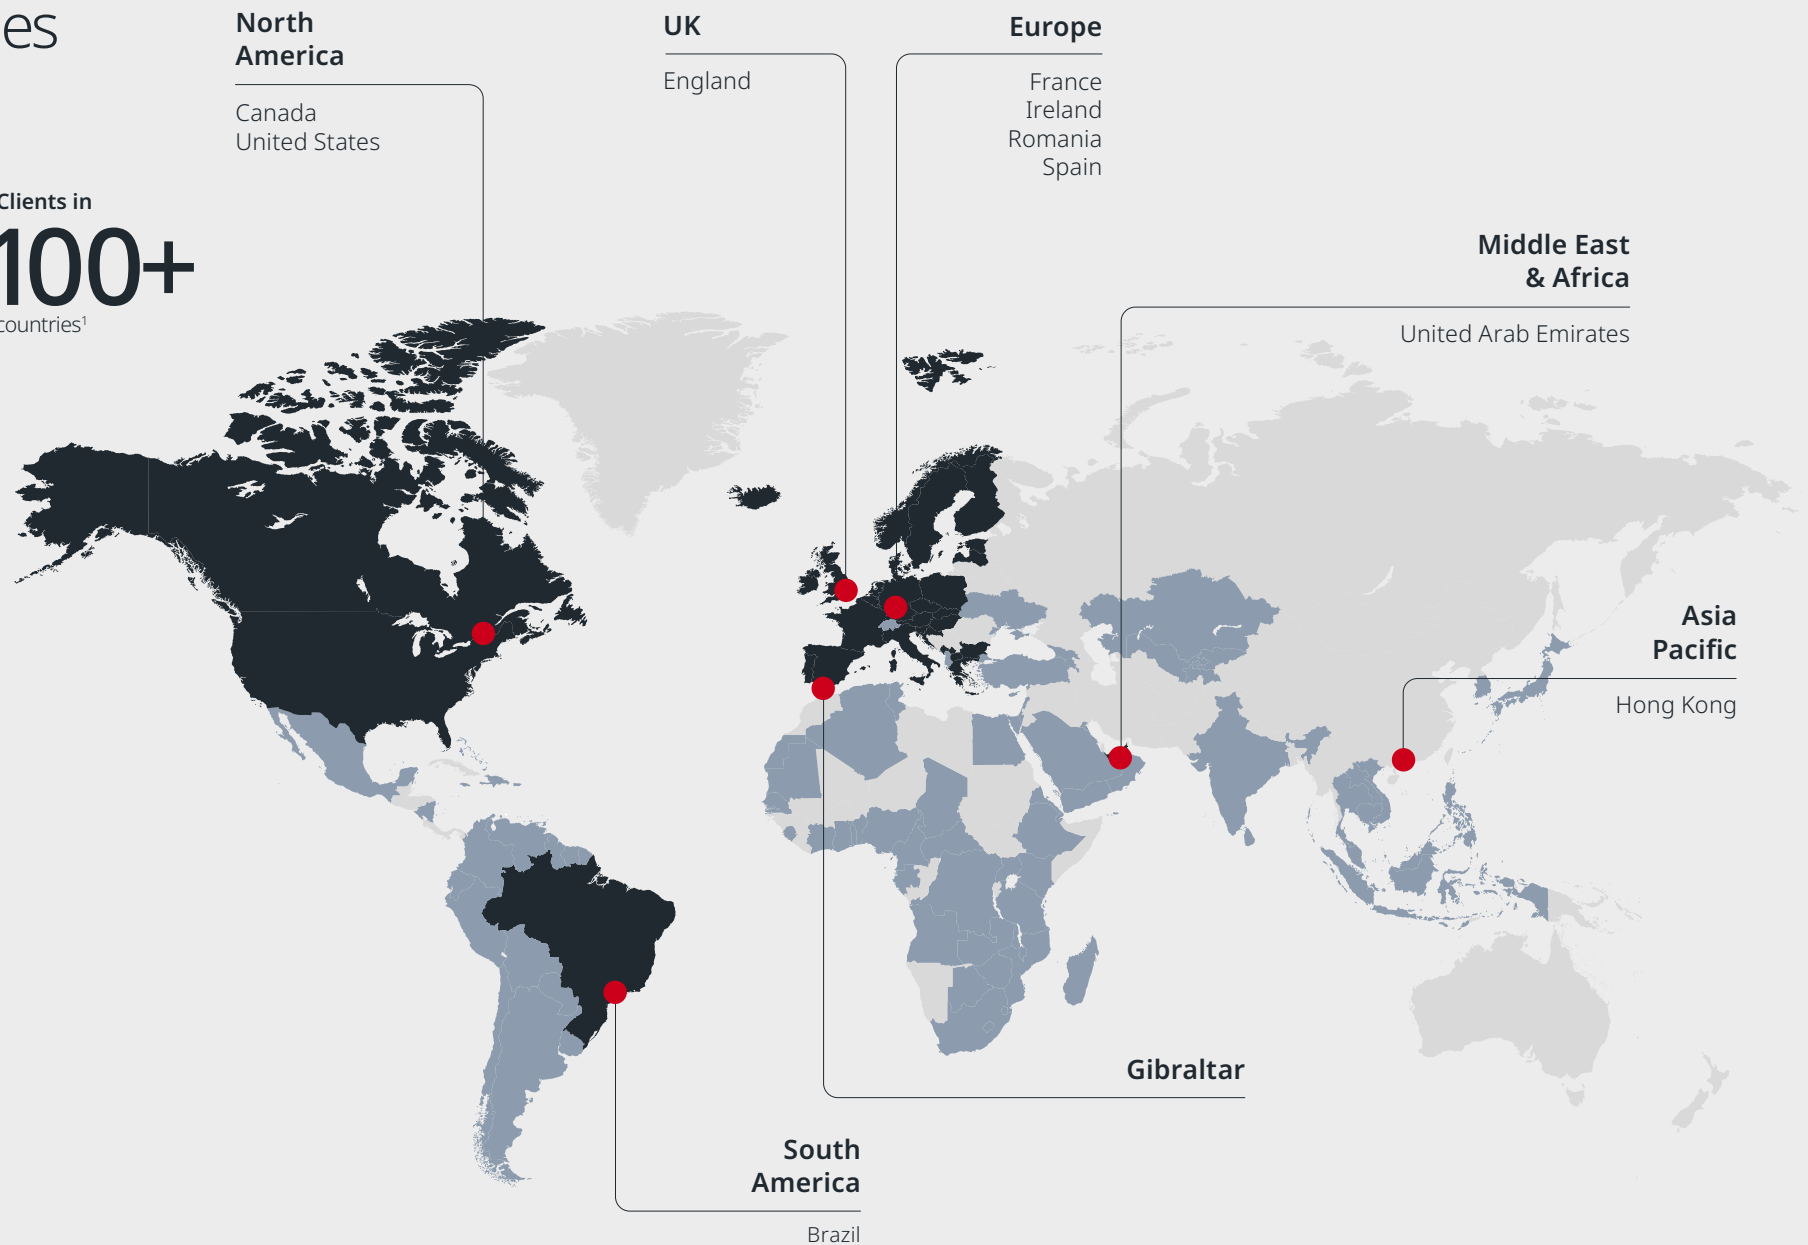 es
North
America
Canada
United States
UK
England
Europe
France
Ireland
Romania
Spain
Clients in
100+
countries¹
Middle East
& Africa
United Arab Emirates
Asia
Pacific
Hong Kong
Gibraltar
South
America
Brazil